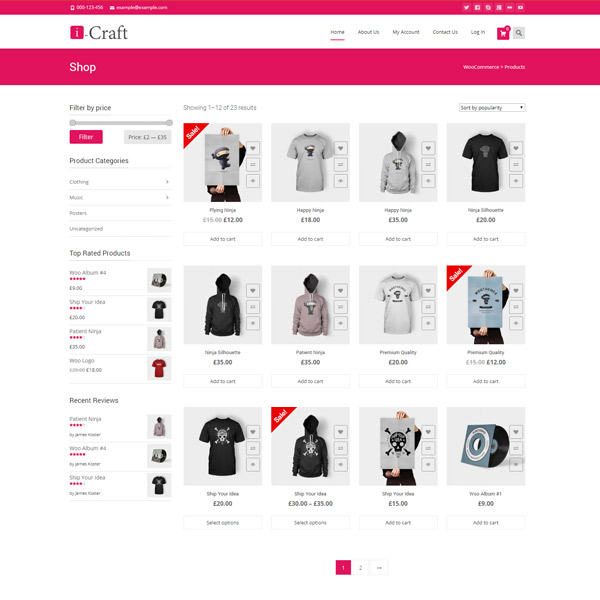 000-123-456 example@example.com
i-Craft
Home About Us My Account Contact Us Log In 0
Shop
WooCommerce > Products
Filter by price
Filter Price: £2 — £35
Product Categories
Clothing
Music
Posters
Uncategorized
Top Rated Products
Woo Album #4
£9.00
Ship Your Idea
£20.00
Patient Ninja
£35.00
Woo Logo
£20.00 £18.00
Recent Reviews
Patient Ninja
by James Koster
Woo Album #4
by James Koster
Ship Your Idea
by James Koster
Showing 1–12 of 23 results
Sort by popularity
Sale!
Flying Ninja
£15.00 £12.00
Add to cart
Happy Ninja
£18.00
Add to cart
Happy Ninja
£35.00
Add to cart
Ninja Silhouette
£20.00
Add to cart
Ninja Silhouette
£35.00
Add to cart
Patient Ninja
£35.00
Add to cart
Premium Quality
£20.00
Add to cart
Sale!
Premium Quality
£15.00 £12.00
Add to cart
Ship Your Idea
£20.00
Select options
Sale!
Ship Your Idea
£30.00 – £35.00
Select options
Ship Your Idea
£15.00
Add to cart
Woo Album #1
£9.00
Add to cart
1 2 →